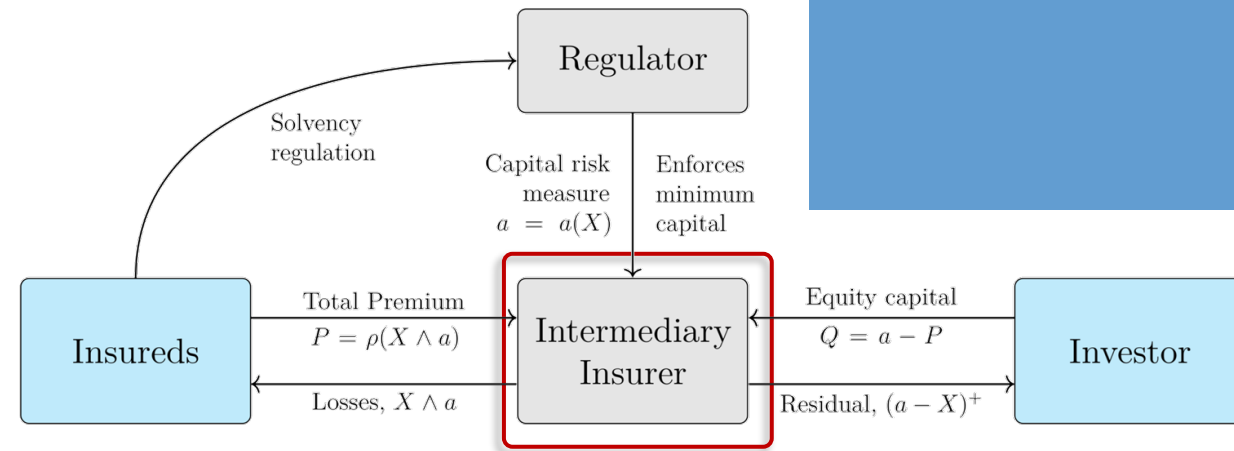 Regulator
Solvency
regulation
Capital risk
measure
a = a(X)
Enforces
minimum
capital
Insureds
Total Premium
P = ρ(X ∧ a)
Losses, X ∧ a
Intermediary
Insurer
Equity capital
Q = a − P
Residual, (a − X)⁺
Investor